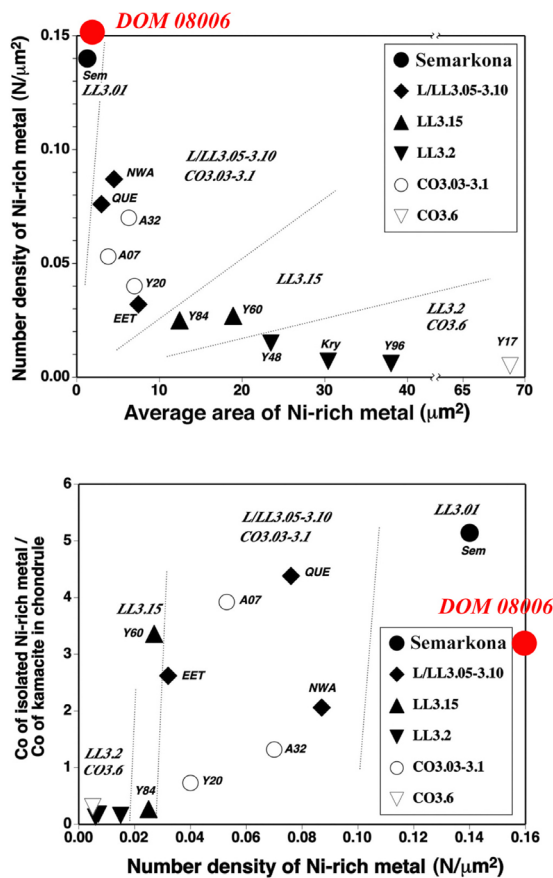 DOM 08006
Number density of Ni-rich metal (N/μm²)
0.15
0.10
0.05
0.00
Sem
LL3.01
NWA
QUE
A32
A07
Y20
EET
L/LL3.05-3.10
CO3.03-3.1
Y84
Y60
LL3.15
Y48
Kry
Y96
Y17
LL3.2
CO3.6
Semarkona
L/LL3.05-3.10
LL3.15
LL3.2
CO3.03-3.1
CO3.6
0 10 20 30 40 65 70
Average area of Ni-rich metal (μm²)
Co of isolated Ni-rich metal /
Co of kamacite in chondrule
6
5
4
3
2
1
0
L/LL3.05-3.10
CO3.03-3.1
LL3.01
Sem
QUE
A07
LL3.15
Y60
EET
NWA
A32
Y20
Y84
LL3.2
CO3.6
DOM 08006
Semarkona
L/LL3.05-3.10
LL3.15
LL3.2
CO3.03-3.1
CO3.6
0.00 0.02 0.04 0.06 0.08 0.10 0.12 0.14 0.16
Number density of Ni-rich metal (N/μm²)